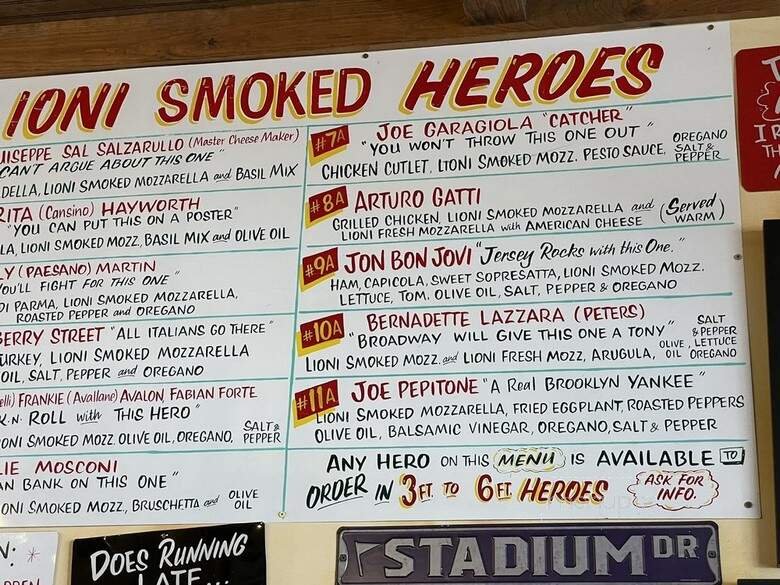 LIONI SMOKED HEROES
UISEPPE SAL SALZARULLO (Master Cheese Maker)
CAN'T ARGUE ABOUT THIS ONE"
DELLA, LIONI SMOKED MOZZARELLA and BASIL MIX
RITA (Cansino) HAYWORTH
"YOU CAN PUT THIS ON A POSTER"
LA, LIONI SMOKED MOZZ, BASIL MIX and OLIVE OIL
Y (PAESANO) MARTIN
OU'LL FIGHT FOR THIS ONE"
DI PARMA, LIONI SMOKED MOZZARELLA,
ROASTED PEPPER and OREGANO
BERRY STREET "ALL ITALIANS GO THERE"
URKEY, LIONI SMOKED MOZZARELLA
OIL, SALT, PEPPER and OREGANO
elli) FRANKIE (Avallane) AVALON, FABIAN FORTE
K.N. ROLL with THIS HERO"
ONI SMOKED MOZZ. OLIVE OIL, OREGANO, SALT & PEPPER
LIE MOSCONI
AN BANK ON THIS ONE"
ONI SMOKED MOZZ, BRUSCHETTA and OLIVE OIL
#7A JOE GARAGIOLA "CATCHER"
"YOU WON'T THROW THIS ONE OUT"
CHICKEN CUTLET, LIONI SMOKED MOZZ. PESTO SAUCE, OREGANO SALT & PEPPER
#8A ARTURO GATTI
GRILLED CHICKEN, LIONI SMOKED MOZZARELLA and
LIONI FRESH MOZZARELLA with AMERICAN CHEESE (Served WARM)
#9A JON BON JOVI "Jersey Rocks with this One."
HAM, CAPICOLA, SWEET SOPRESATTA, LIONI SMOKED MOZZ.
LETTUCE, TOM. OLIVE OIL, SALT, PEPPER & OREGANO
#10A BERNADETTE LAZZARA (PETERS)
"BROADWAY WILL GIVE THIS ONE A TONY"
LIONI SMOKED MOZZ. and LIONI FRESH MOZZ, ARUGULA, OLIVE OIL, LETTUCE OREGANO SALT & PEPPER
#11A JOE PEPITONE "A Real BROOKLYN YANKEE"
LIONI SMOKED MOZZARELLA, FRIED EGGPLANT, ROASTED PEPPERS
OLIVE OIL, BALSAMIC VINEGAR, OREGANO, SALT & PEPPER
ANY HERO ON THIS MENU IS AVAILABLE TO
ORDER IN 3FT. TO 6FT HEROES ASK FOR INFO.
N: *
DOES RUNNING
LATE...
STADIUM DR